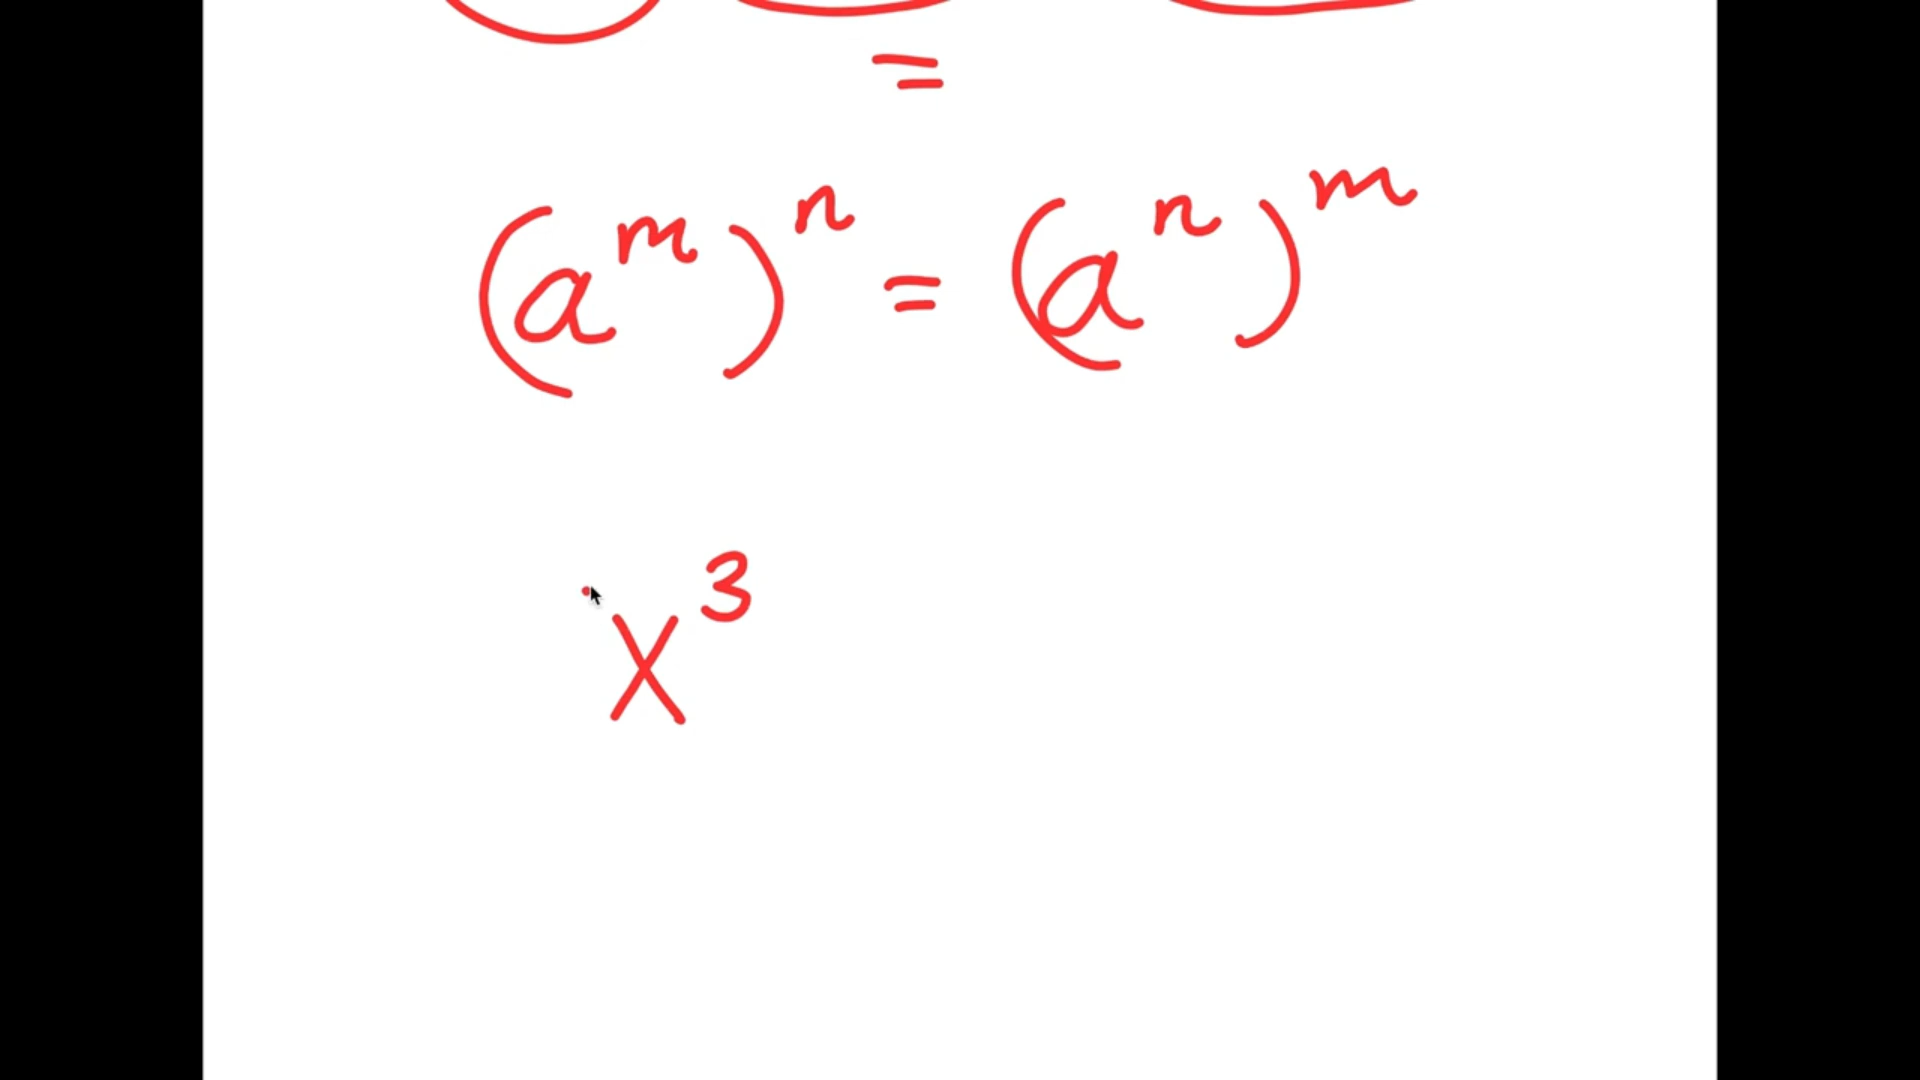 =
(a^m)^n = (a^n)^m
x^3